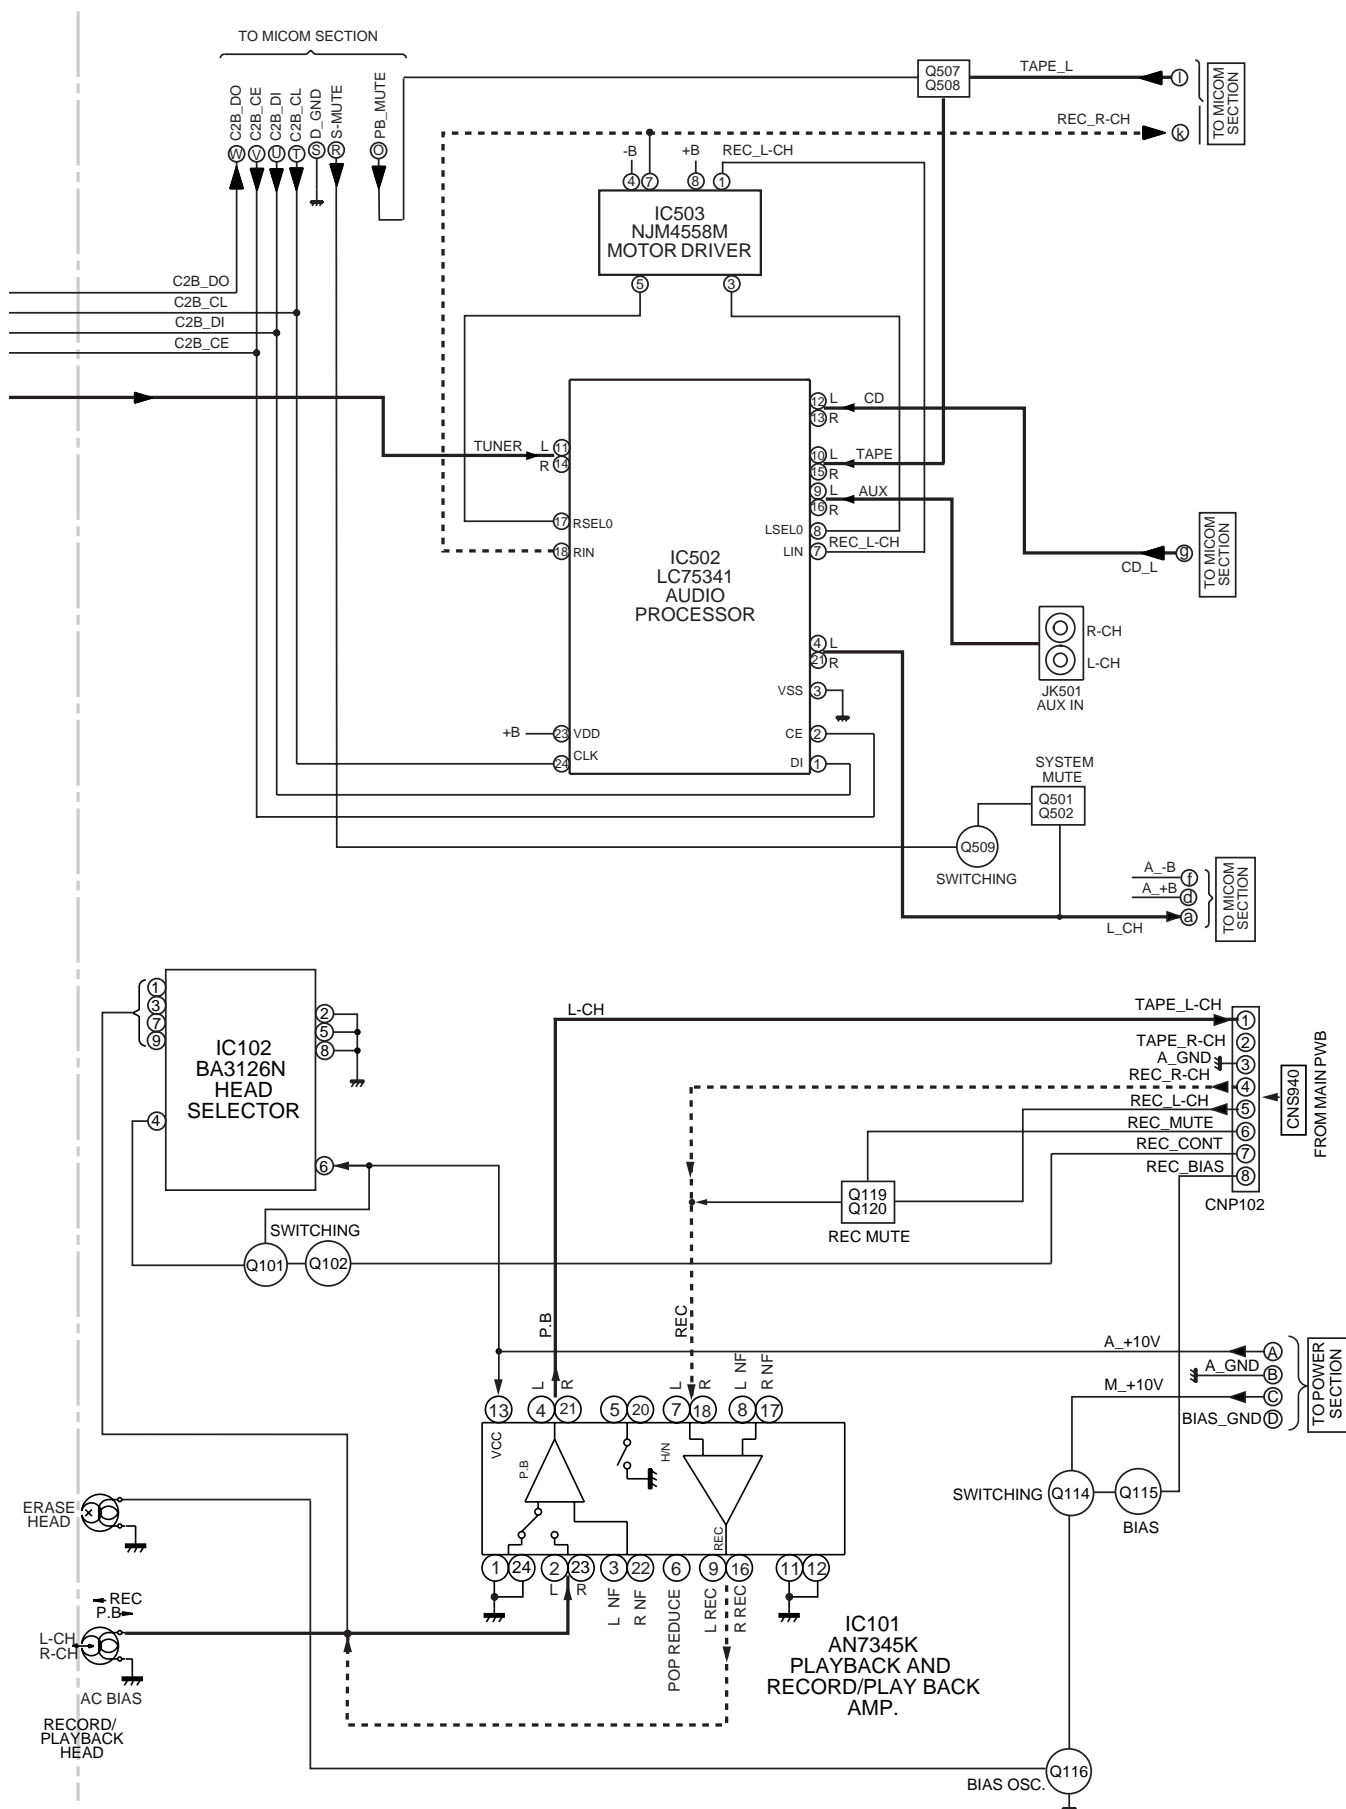 TO MICOM SECTION
C2B_DO
C2B_CE
C2B_DI
C2B_CL
D_GND
S-MUTE
PB_MUTE
W
V
U
T
S
R
O
Q507
Q508
TAPE_L
l
REC_R-CH
k
TO MICOM
SECTION
-B
+B
REC_L-CH
4
7
8
1
IC503
NJM4558M
MOTOR DRIVER
5
3
C2B_DO
C2B_CL
C2B_DI
C2B_CE
TUNER
L
11
R
14
17
RSEL0
18
RIN
12
L
CD
13
R
10
L
TAPE
15
R
9
L
AUX
16
R
LSEL0
8
LIN
7
REC_L-CH
IC502
LC75341
AUDIO
PROCESSOR
CD_L
g
TO MICOM
SECTION
R-CH
L-CH
JK501
AUX IN
4
L
21
R
VSS
3
+B
23
VDD
CE
2
24
CLK
DI
1
SYSTEM
MUTE
Q501
Q502
Q509
SWITCHING
A_-B
f
A_+B
d
L_CH
a
TO MICOM
SECTION
1
3
7
9
4
IC102
BA3126N
HEAD
SELECTOR
2
5
8
6
SWITCHING
Q101
Q102
L-CH
TAPE_L-CH
1
TAPE_R-CH
2
A_GND
3
REC_R-CH
4
REC_L-CH
5
REC_MUTE
6
REC_CONT
7
REC_BIAS
8
CNP102
CNS940
FROM MAIN PWB
Q119
Q120
REC MUTE
P.B
REC
A_+10V
A
A_GND
B
M_+10V
C
BIAS_GND
D
TO POWER
SECTION
L
R
L
R
L NF
R NF
13
4
21
5
20
7
18
8
17
VCC
P.B
H/N
REC
1
24
2
23
3
22
6
9
16
11
12
L
R
L NF
R NF
POP REDUCE
L REC
R REC
IC101
AN7345K
PLAYBACK AND
RECORD/PLAY BACK
AMP.
SWITCHING
Q114
Q115
BIAS
ERASE
HEAD
REC
P.B
L-CH
R-CH
AC BIAS
RECORD/
PLAYBACK
HEAD
BIAS OSC.
Q116